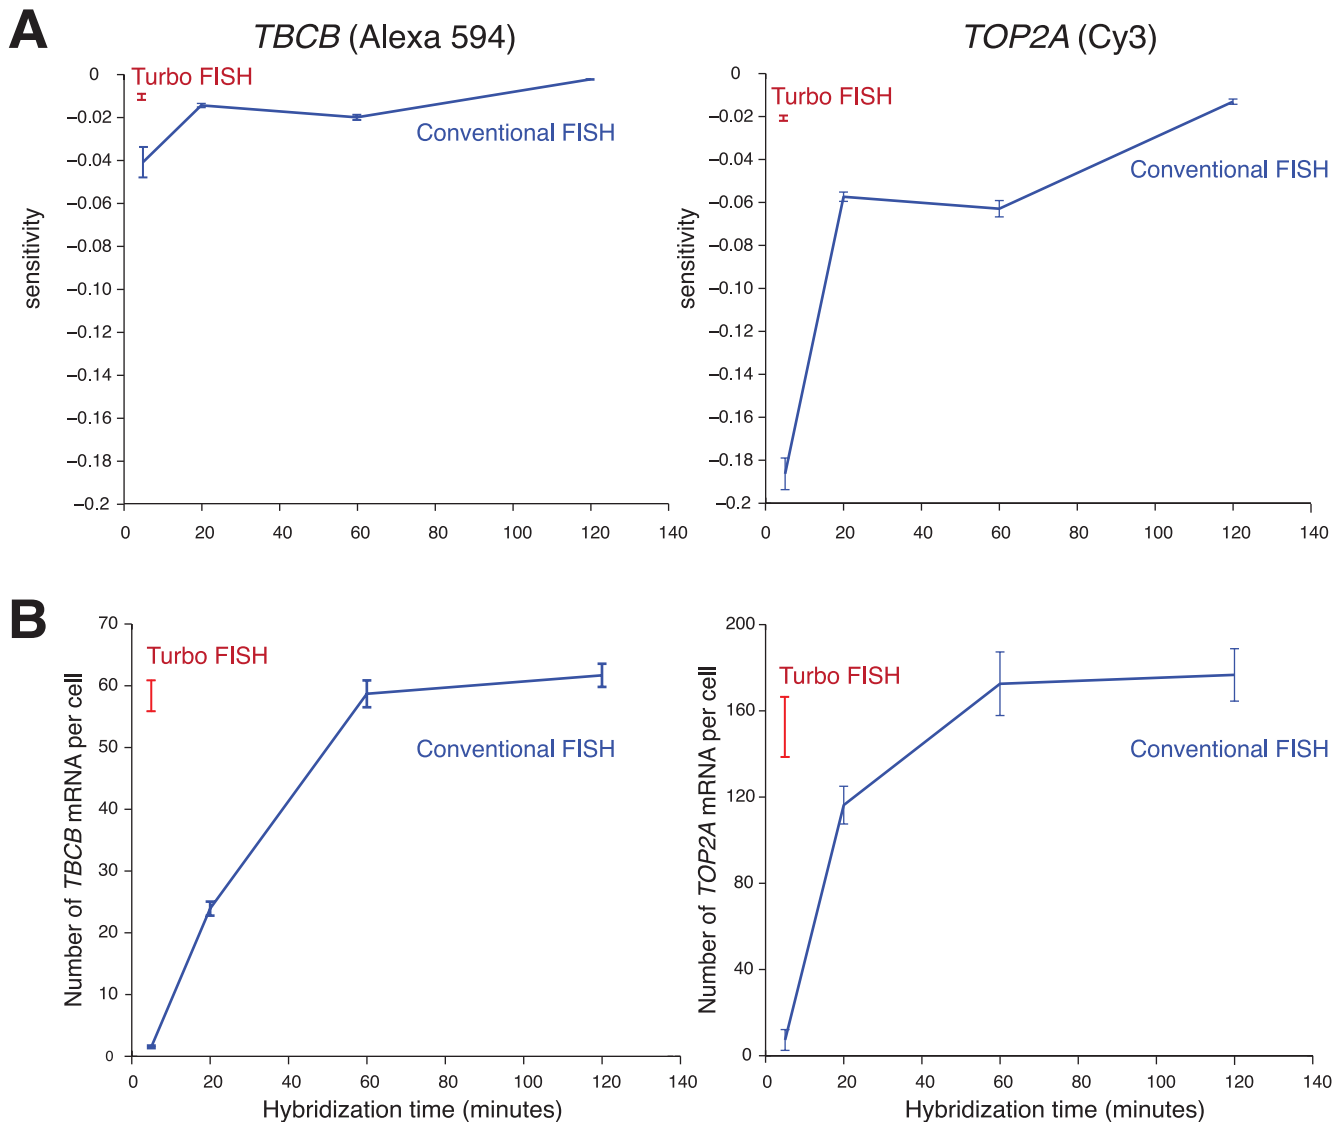 A
TBCB (Alexa 594)
TOP2A (Cy3)
sensitivity
0
–0.02
–0.04
–0.06
–0.08
–0.10
–0.12
–0.14
–0.16
–0.18
–0.2
Turbo FISH
Conventional FISH
0 20 40 60 80 100 120 140
sensitivity
0
–0.02
–0.04
–0.06
–0.08
–0.10
–0.12
–0.14
–0.16
–0.18
–0.2
Turbo FISH
Conventional FISH
0 20 40 60 80 100 120 140
B
Number of TBCB mRNA per cell
70
60
50
40
30
20
10
0
Turbo FISH
Conventional FISH
0 20 40 60 80 100 120 140
Hybridization time (minutes)
Number of TOP2A mRNA per cell
200
160
120
80
40
0
Turbo FISH
Conventional FISH
0 20 40 60 80 100 120 140
Hybridization time (minutes)